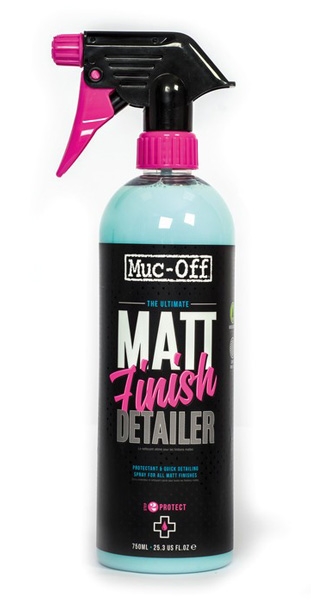 Muc-Off
THE ULTIMATE
MATT
Finish
DETAILER
PROTECTANT & QUICK DETAILING
SPRAY FOR ALL MATT FINISHES
PROTECT
750ML • 25.3 US FL.OZ ℮